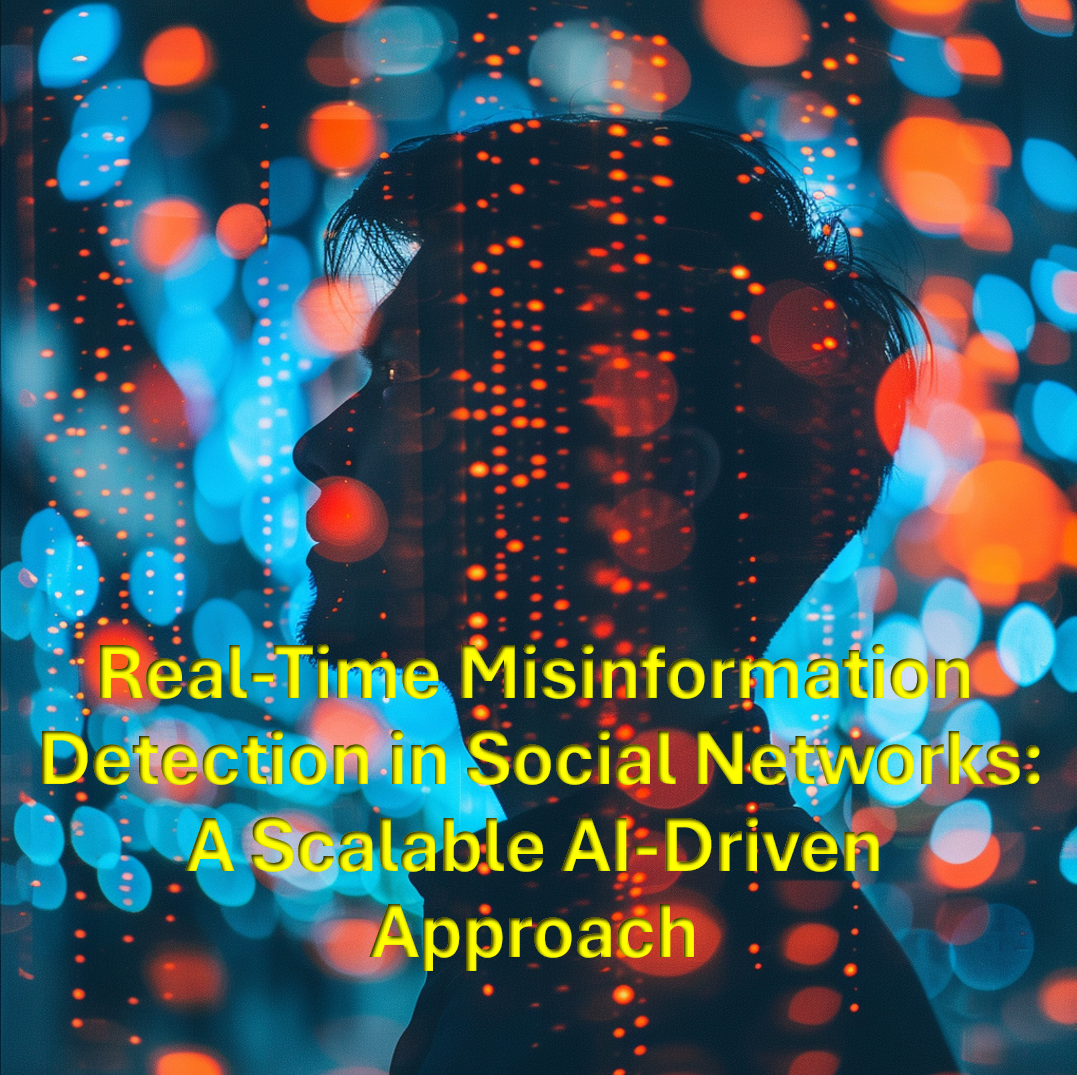 Real-Time Misinformation
Detection in Social Networks:
A Scalable AI-Driven
Approach